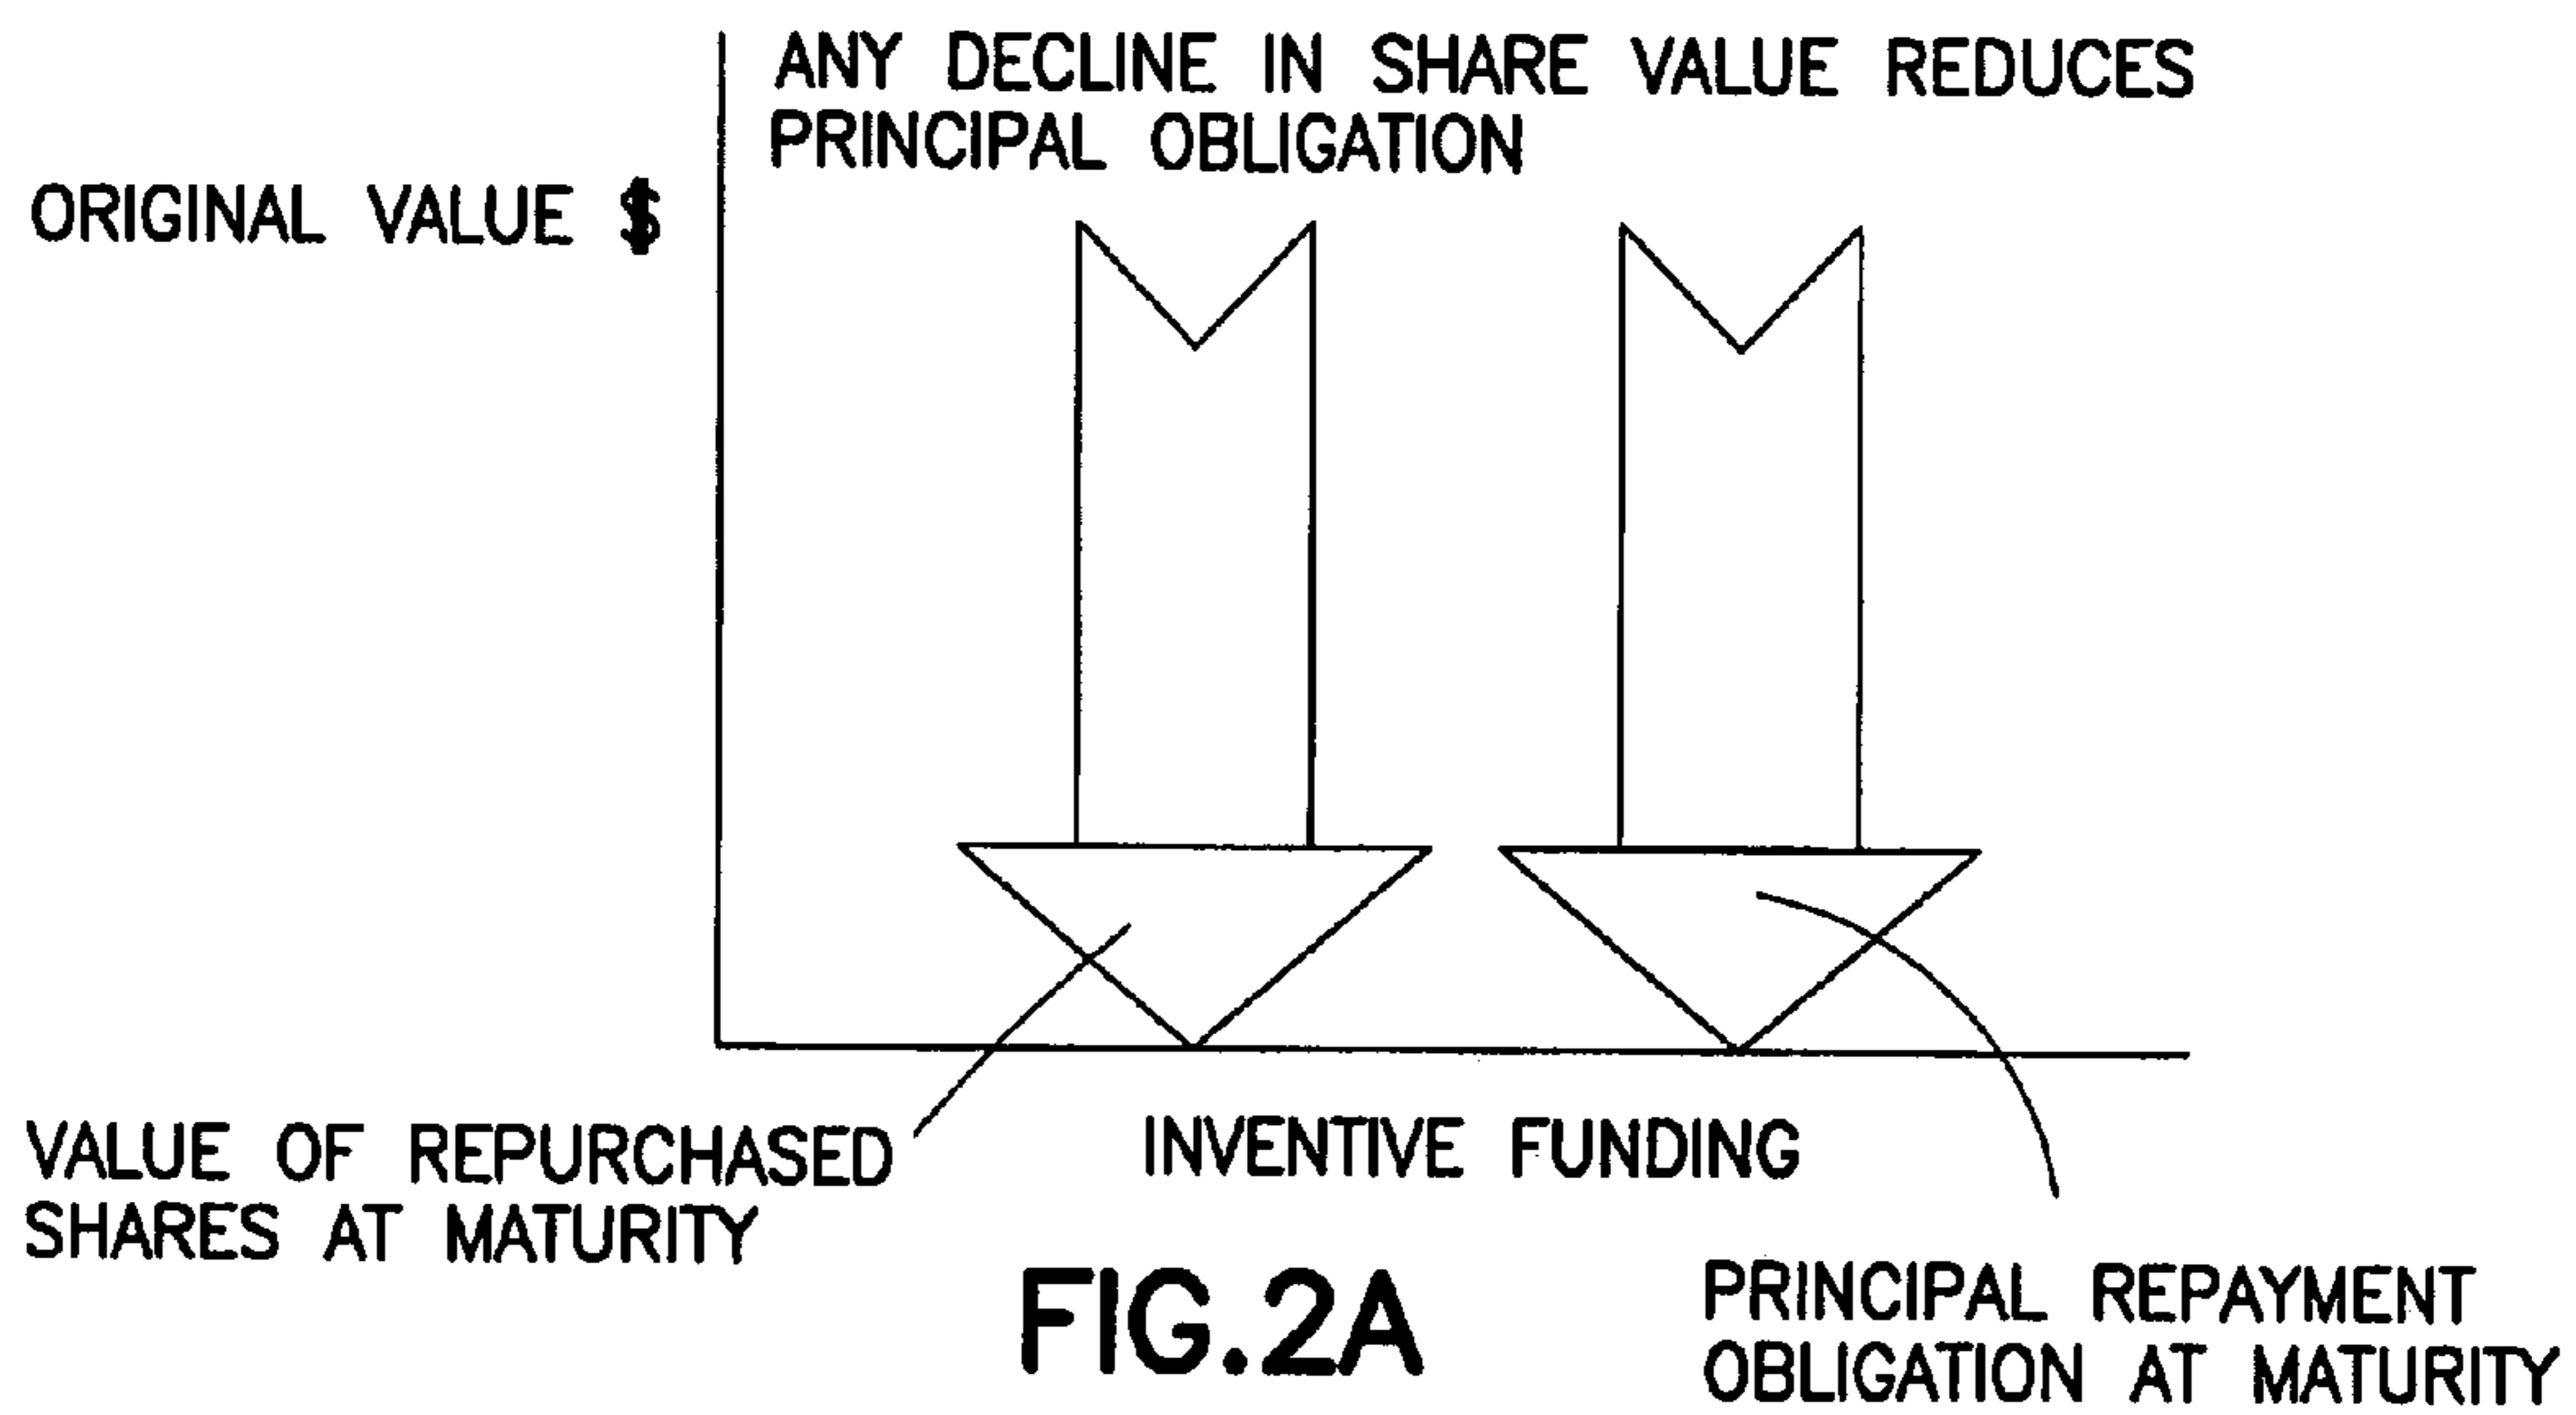 ANY DECLINE IN SHARE VALUE REDUCES
PRINCIPAL OBLIGATION
ORIGINAL VALUE $
VALUE OF REPURCHASED
SHARES AT MATURITY
INVENTIVE FUNDING
PRINCIPAL REPAYMENT
OBLIGATION AT MATURITY
FIG.2A